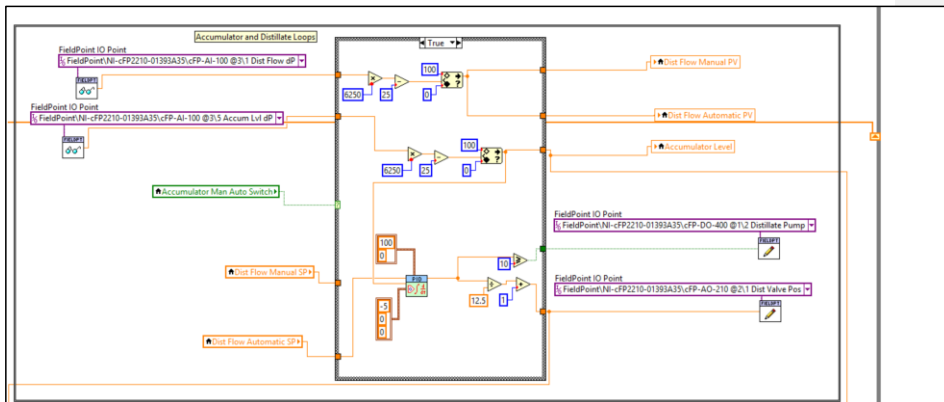 Accumulator and Distillate Loops
True
FieldPoint IO Point
FieldPoint\NI-cFP2210-01393A35\cFP-AI-100 @3\1 Dist Flow dP
FIELDPT
100
6250
25
0
Dist Flow Manual PV
FieldPoint IO Point
FieldPoint\NI-cFP2210-01393A35\cFP-AI-100 @3\5 Accum Lvl dP
FIELDPT
Dist Flow Automatic PV
100
6250
25
0
Accumulator Level
Accumulator Man Auto Switch
FieldPoint IO Point
FieldPoint\NI-cFP2210-01393A35\cFP-DO-400 @1\2 Distillate Pump
FIELDPT
100
0
Dist Flow Manual SP
PID
10
FieldPoint IO Point
FieldPoint\NI-cFP2210-01393A35\cFP-AO-210 @2\1 Dist Valve Pos
FIELDPT
12.5
1
-5
0
0
Dist Flow Automatic SP